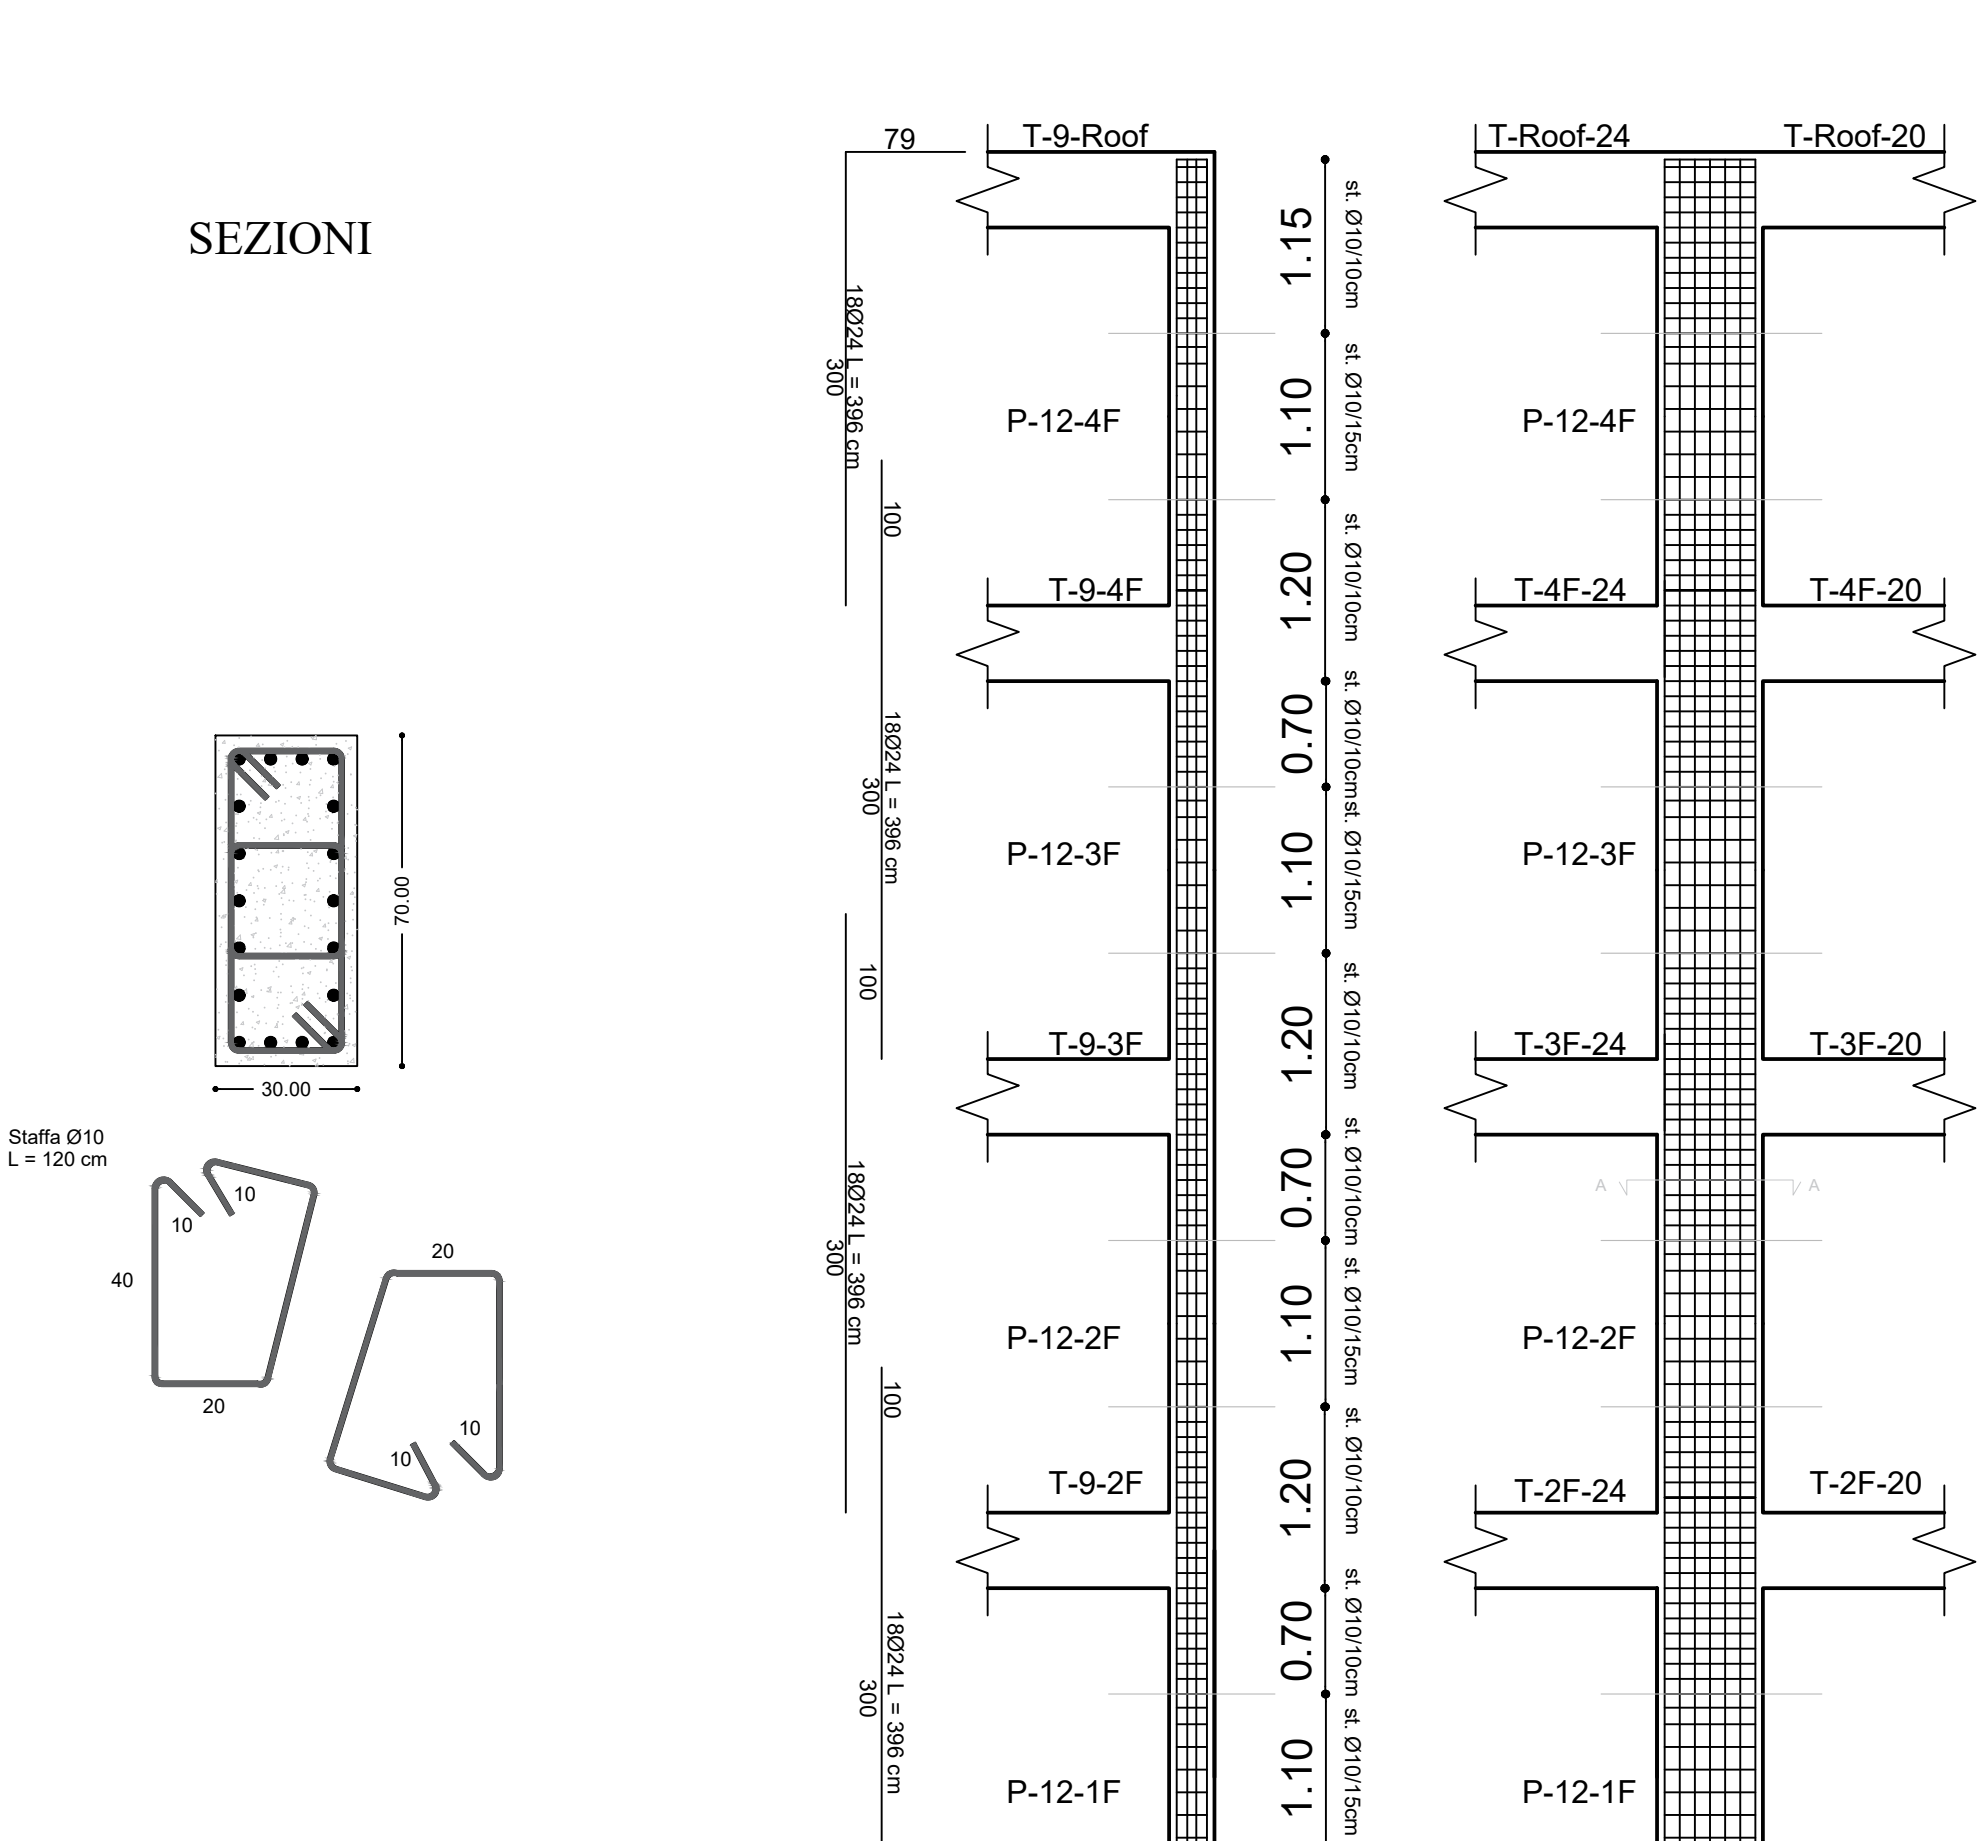 SEZIONI
70.00
30.00
Staffa Ø10
L = 120 cm
10
10
40
20
20
10
10
79
18Ø24 L = 396 cm
300
100
18Ø24 L = 396 cm
300
100
18Ø24 L = 396 cm
300
100
18Ø24 L = 396 cm
300
T-9-Roof
P-12-4F
T-9-4F
P-12-3F
T-9-3F
P-12-2F
T-9-2F
P-12-1F
1.15
st. Ø10/10cm
1.10
st. Ø10/15cm
1.20
st. Ø10/10cm
0.70
st. Ø10/10cm
1.10
st. Ø10/15cm
1.20
st. Ø10/10cm
0.70
st. Ø10/10cm
1.10
st. Ø10/15cm
1.20
st. Ø10/10cm
0.70
st. Ø10/10cm
1.10
st. Ø10/15cm
T-Roof-24
T-Roof-20
P-12-4F
T-4F-24
T-4F-20
P-12-3F
T-3F-24
T-3F-20
A
A
P-12-2F
T-2F-24
T-2F-20
P-12-1F